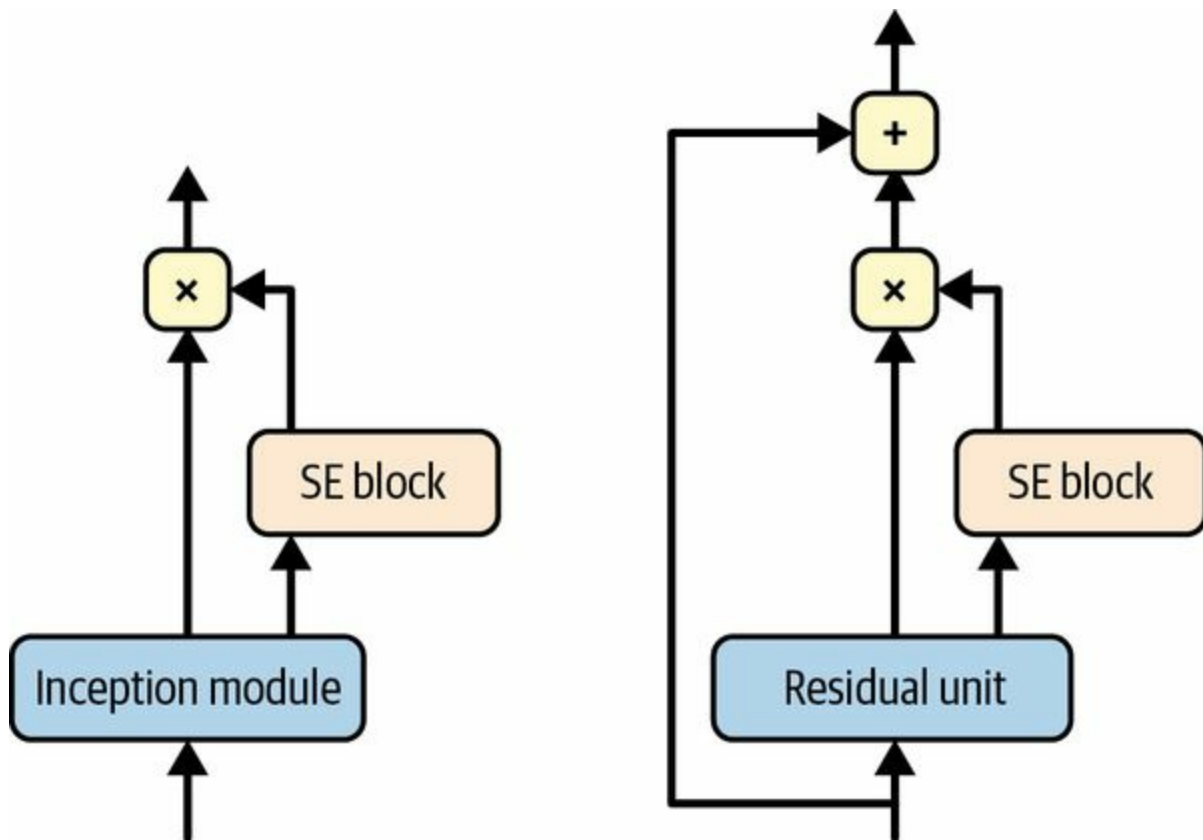 +
×
×
SE block
SE block
Inception module
Residual unit